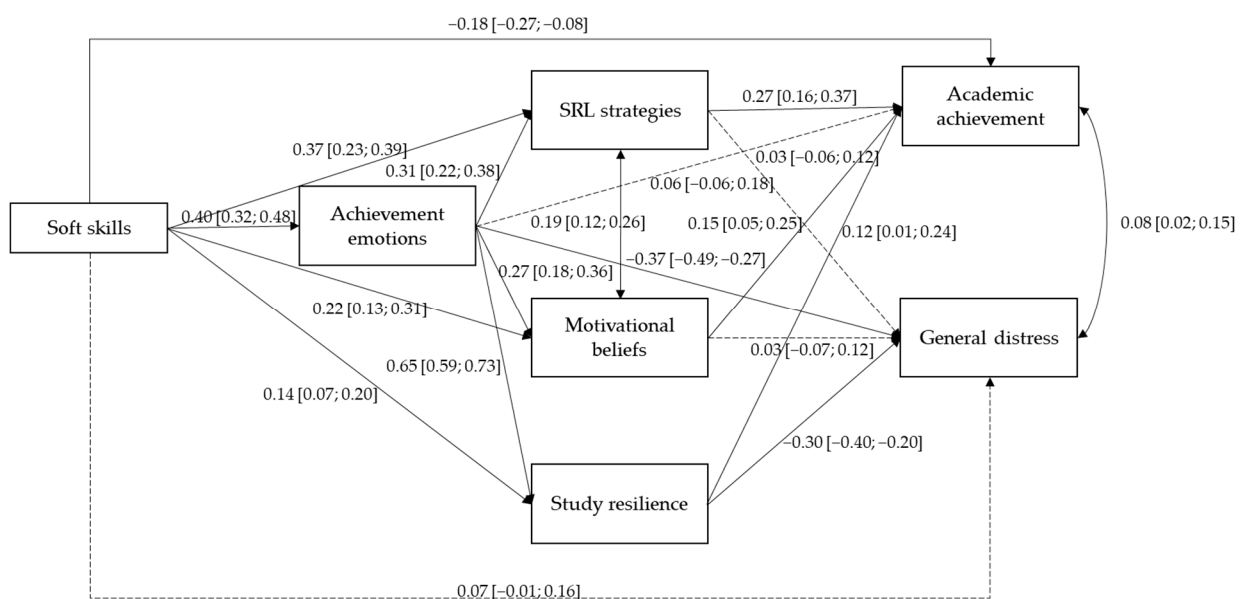 −0.18 [−0.27; −0.08]
SRL strategies
0.27 [0.16; 0.37]
Academic
achievement
0.37 [0.23; 0.39]
0.31 [0.22; 0.38]
0.03 [−0.06; 0.12]
0.06 [−0.06; 0.18]
Soft skills
0.40 [0.32; 0.48]
Achievement
emotions
0.19 [0.12; 0.26]
0.15 [0.05; 0.25]
0.12 [0.01; 0.24]
0.08 [0.02; 0.15]
−0.37 [−0.49; −0.27]
0.27 [0.18; 0.36]
0.22 [0.13; 0.31]
Motivational
beliefs
General distress
0.03 [−0.07; 0.12]
0.65 [0.59; 0.73]
0.14 [0.07; 0.20]
−0.30 [−0.40; −0.20]
Study resilience
0.07 [−0.01; 0.16]